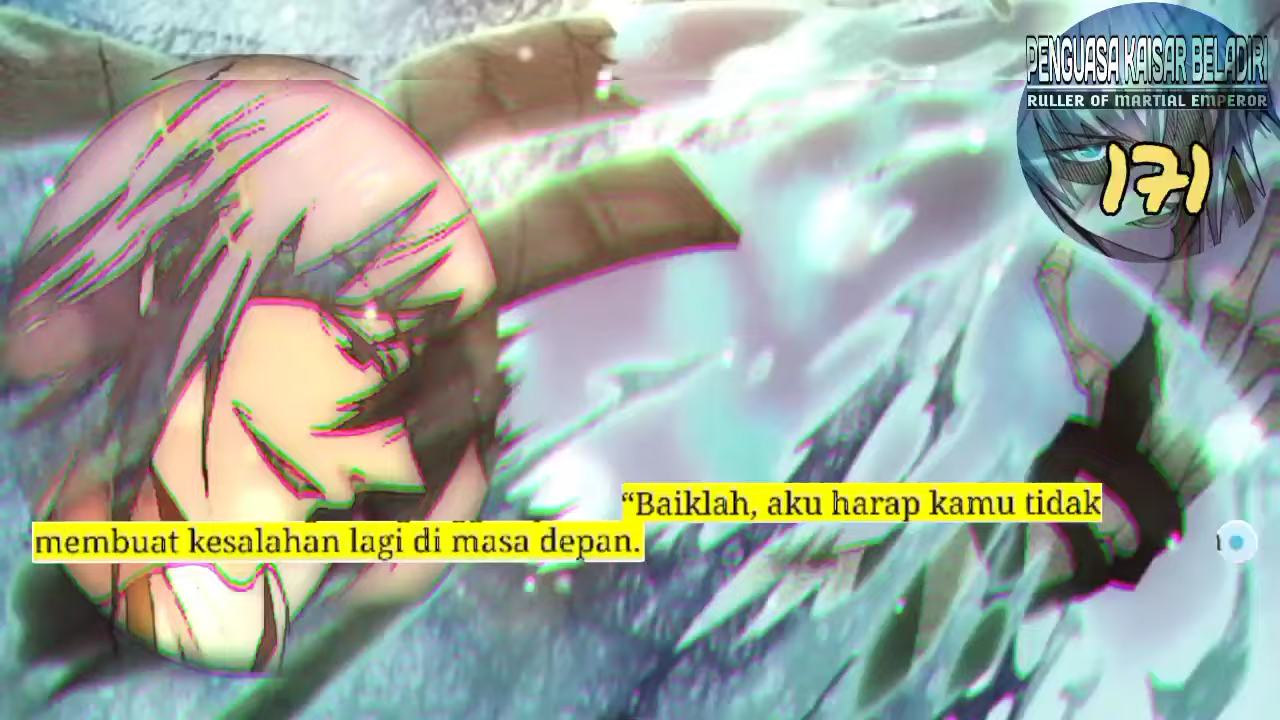 PENGUASA KAISAR BELADIRI
RULLER OF MARTIAL EMPEROR
171
“Baiklah, aku harap kamu tidak
membuat kesalahan lagi di masa depan.